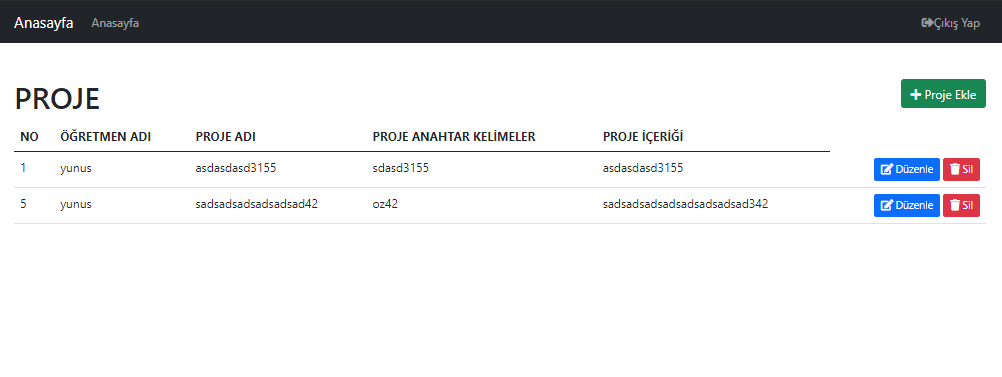 Anasayfa Anasayfa Çıkış Yap
PROJE
Proje Ekle
NO ÖĞRETMEN ADI PROJE ADI PROJE ANAHTAR KELİMELER PROJE İÇERİĞİ
1 yunus asdasdasd3155 sdasd3155 asdasdasd3155 Düzenle Sil
5 yunus sadsadsadsadsadsad42 oz42 sadsadsadsadsadsadsadsad342 Düzenle Sil